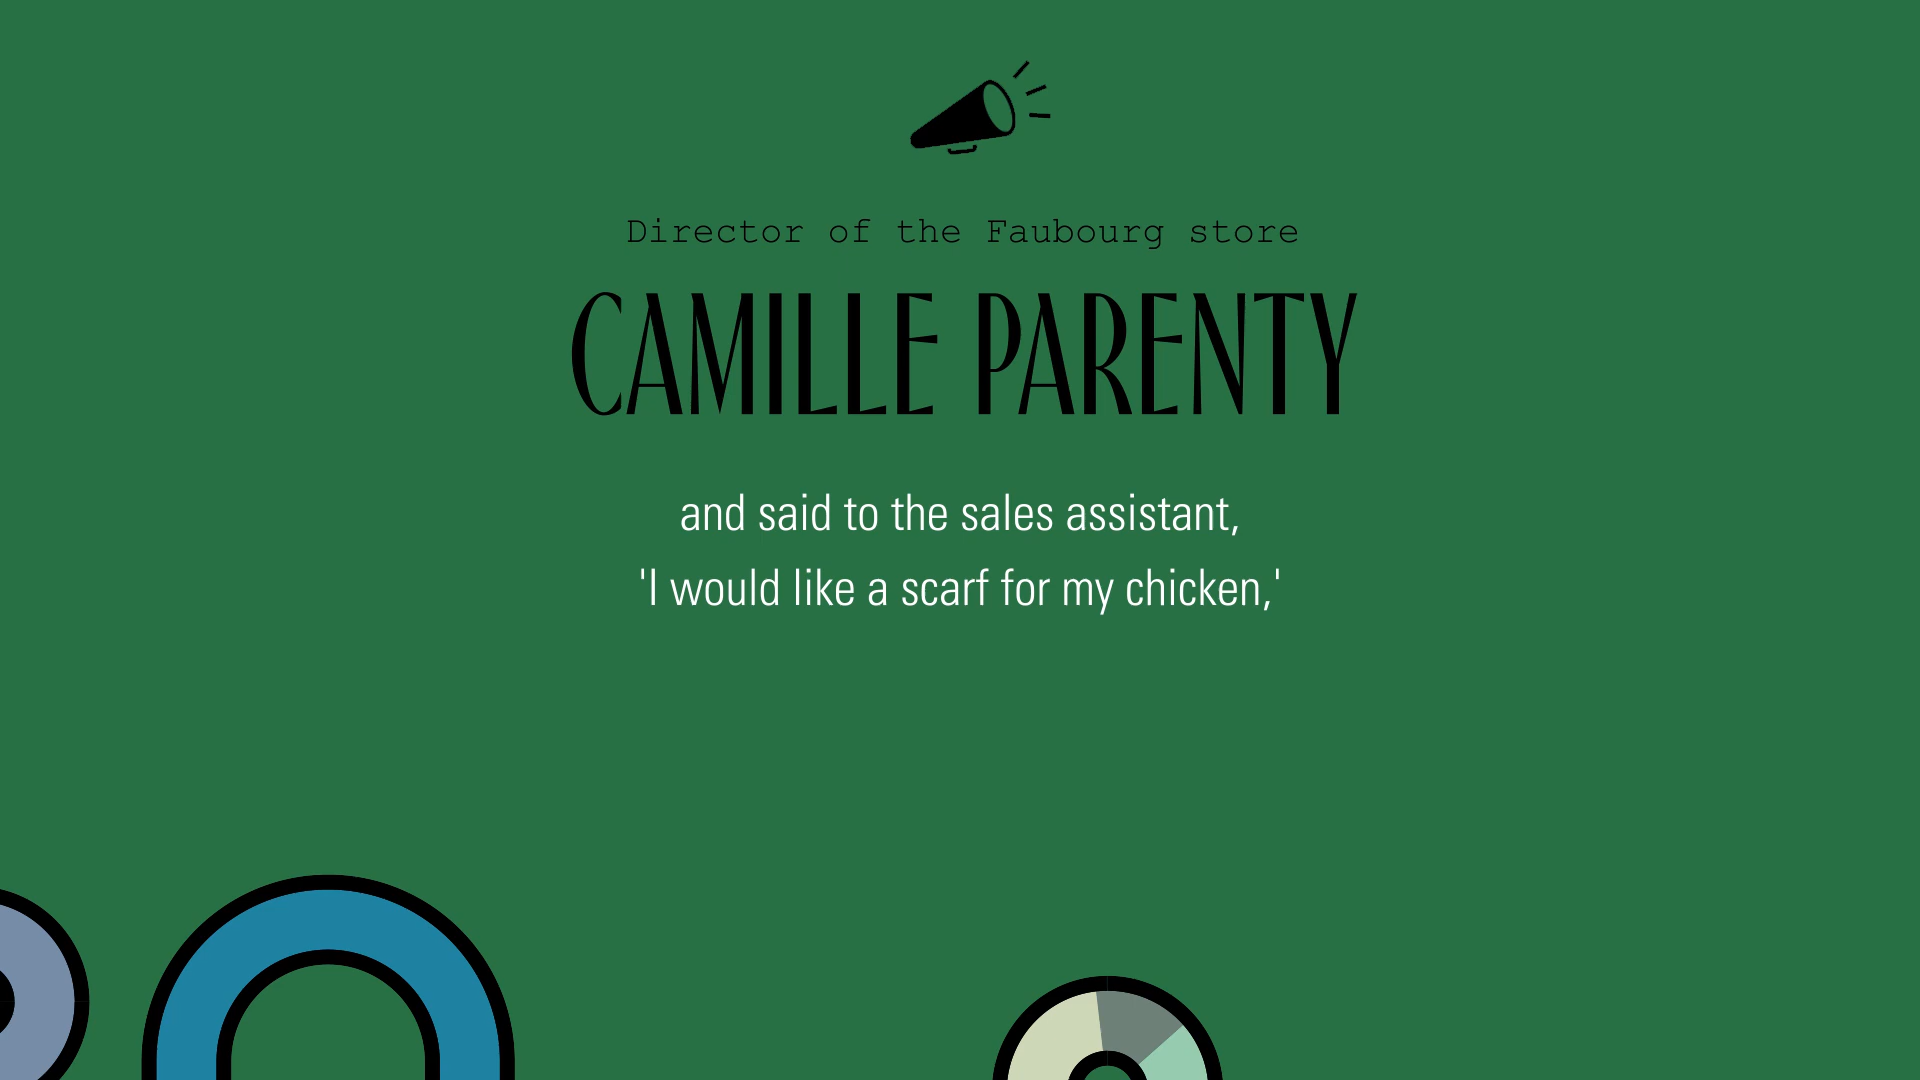 Director of the Faubourg store
CAMILLE PARENTY
and said to the sales assistant,
'I would like a scarf for my chicken,'